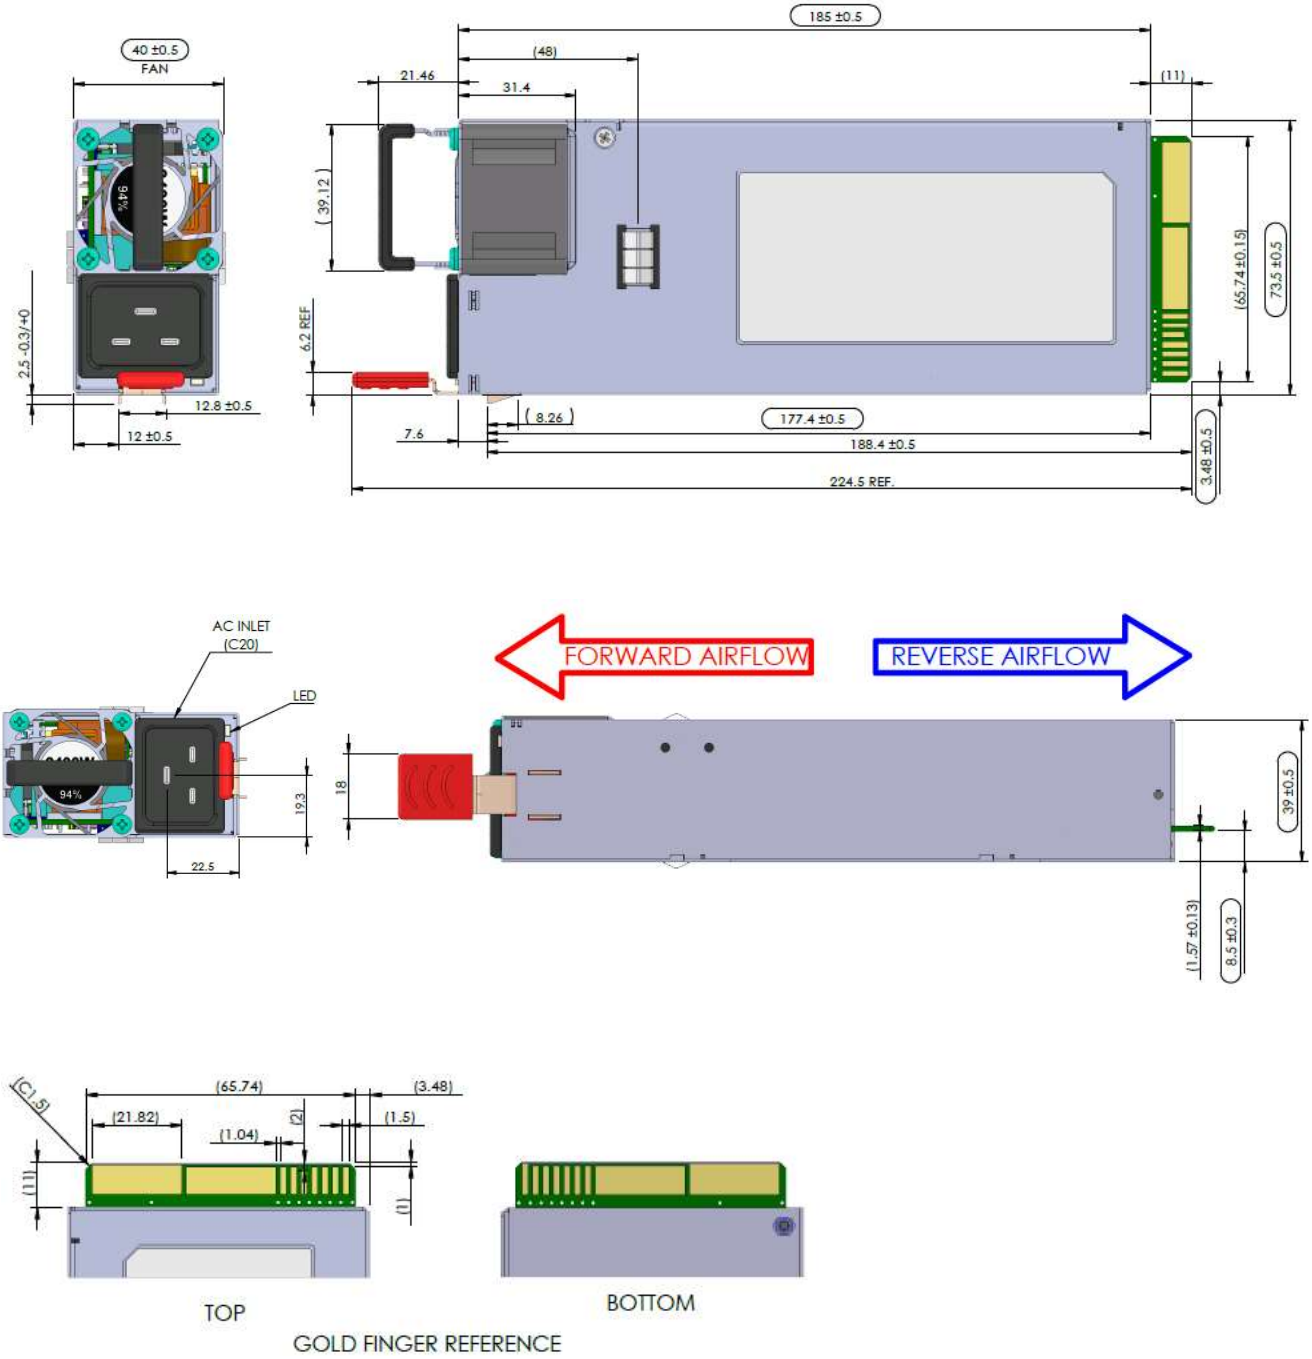 185 ±0.5
40 ±0.5
FAN
(48)
21.46
31.4
(11)
( 39.12 )
94%
(65.74 ±0.15)
73.5 ±0.5
2.5 -0.3/+0
6.2 REF
12.8 ±0.5
12 ±0.5
7.6
( 8.26 )
177.4 ±0.5
188.4 ±0.5
3.48 ±0.5
224.5 REF.
AC INLET
(C20)
LED
FORWARD AIRFLOW
REVERSE AIRFLOW
94%
19.3
22.5
18
39 ±0.5
(1.57 ±0.13)
8.5 ±0.3
(C1.5)
(65.74)
(3.48)
(21.82)
(1.04)
(2)
(1.5)
(11)
(1)
TOP
BOTTOM
GOLD FINGER REFERENCE